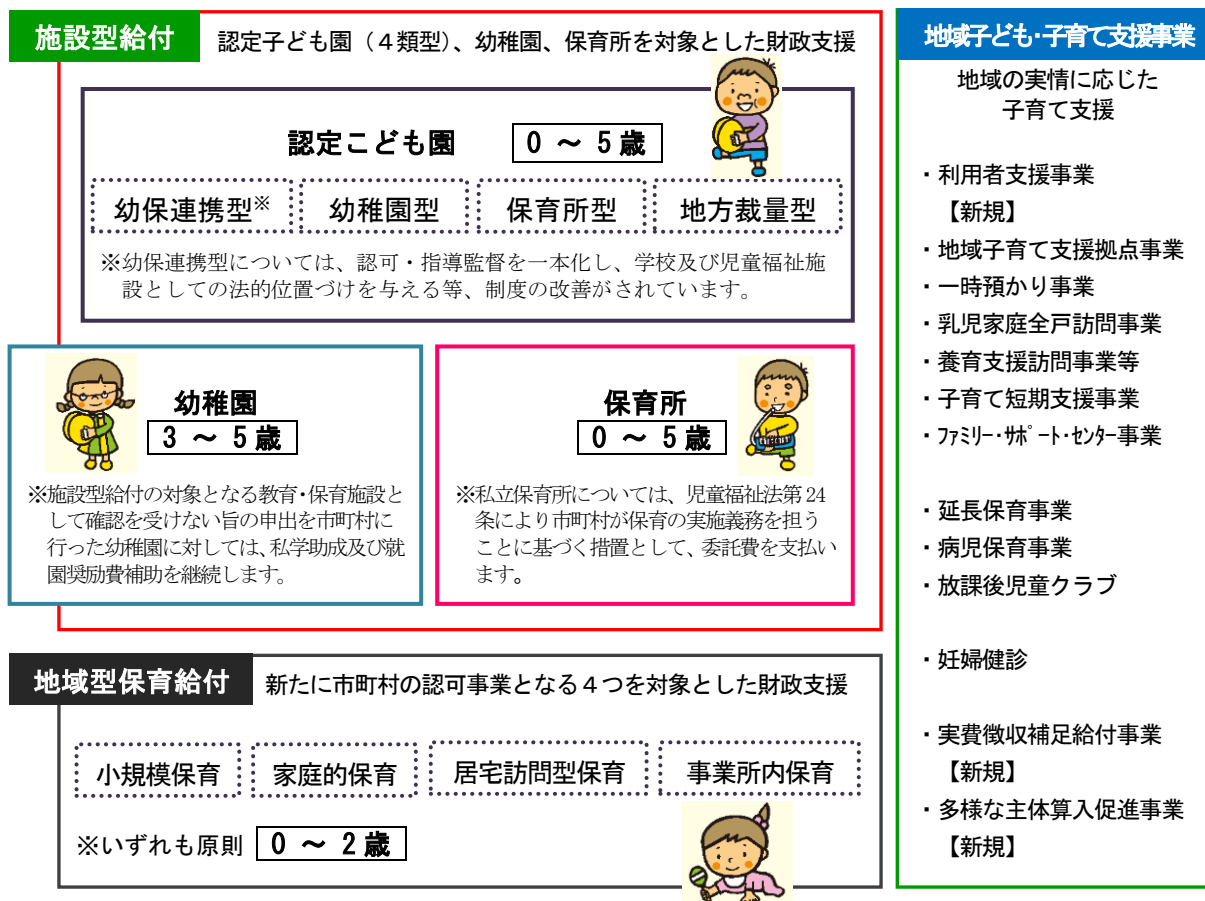 施設型給付
認定子ども園（４類型）、幼稚園、保育所を対象とした財政支援
認定こども園
０ ～ ５歳
幼保連携型※
幼稚園型
保育所型
地方裁量型
※幼保連携型については、認可・指導監督を一本化し、学校及び児童福祉施
設としての法的位置づけを与える等、制度の改善がされています。
幼稚園
３ ～ ５歳
※施設型給付の対象となる教育・保育施設と
して確認を受けない旨の申出を市町村に
行った幼稚園に対しては、私学助成及び就
園奨励費補助を継続します。
保育所
０ ～ ５歳
※私立保育所については、児童福祉法第24
条により市町村が保育の実施義務を担う
ことに基づく措置として、委託費を支払い
ます。
地域型保育給付
新たに市町村の認可事業となる４つを対象とした財政支援
小規模保育
家庭的保育
居宅訪問型保育
事業所内保育
※いずれも原則
０ ～ ２歳
地域子ども・子育て支援事業
地域の実情に応じた
子育て支援
・利用者支援事業
【新規】
・地域子育て支援拠点事業
・一時預かり事業
・乳児家庭全戸訪問事業
・養育支援訪問事業等
・子育て短期支援事業
・ﾌｧﾐﾘｰ･ｻﾎﾟｰﾄ･ｾﾝﾀｰ事業
・延長保育事業
・病児保育事業
・放課後児童クラブ
・妊婦健診
・実費徴収補足給付事業
【新規】
・多様な主体算入促進事業
【新規】